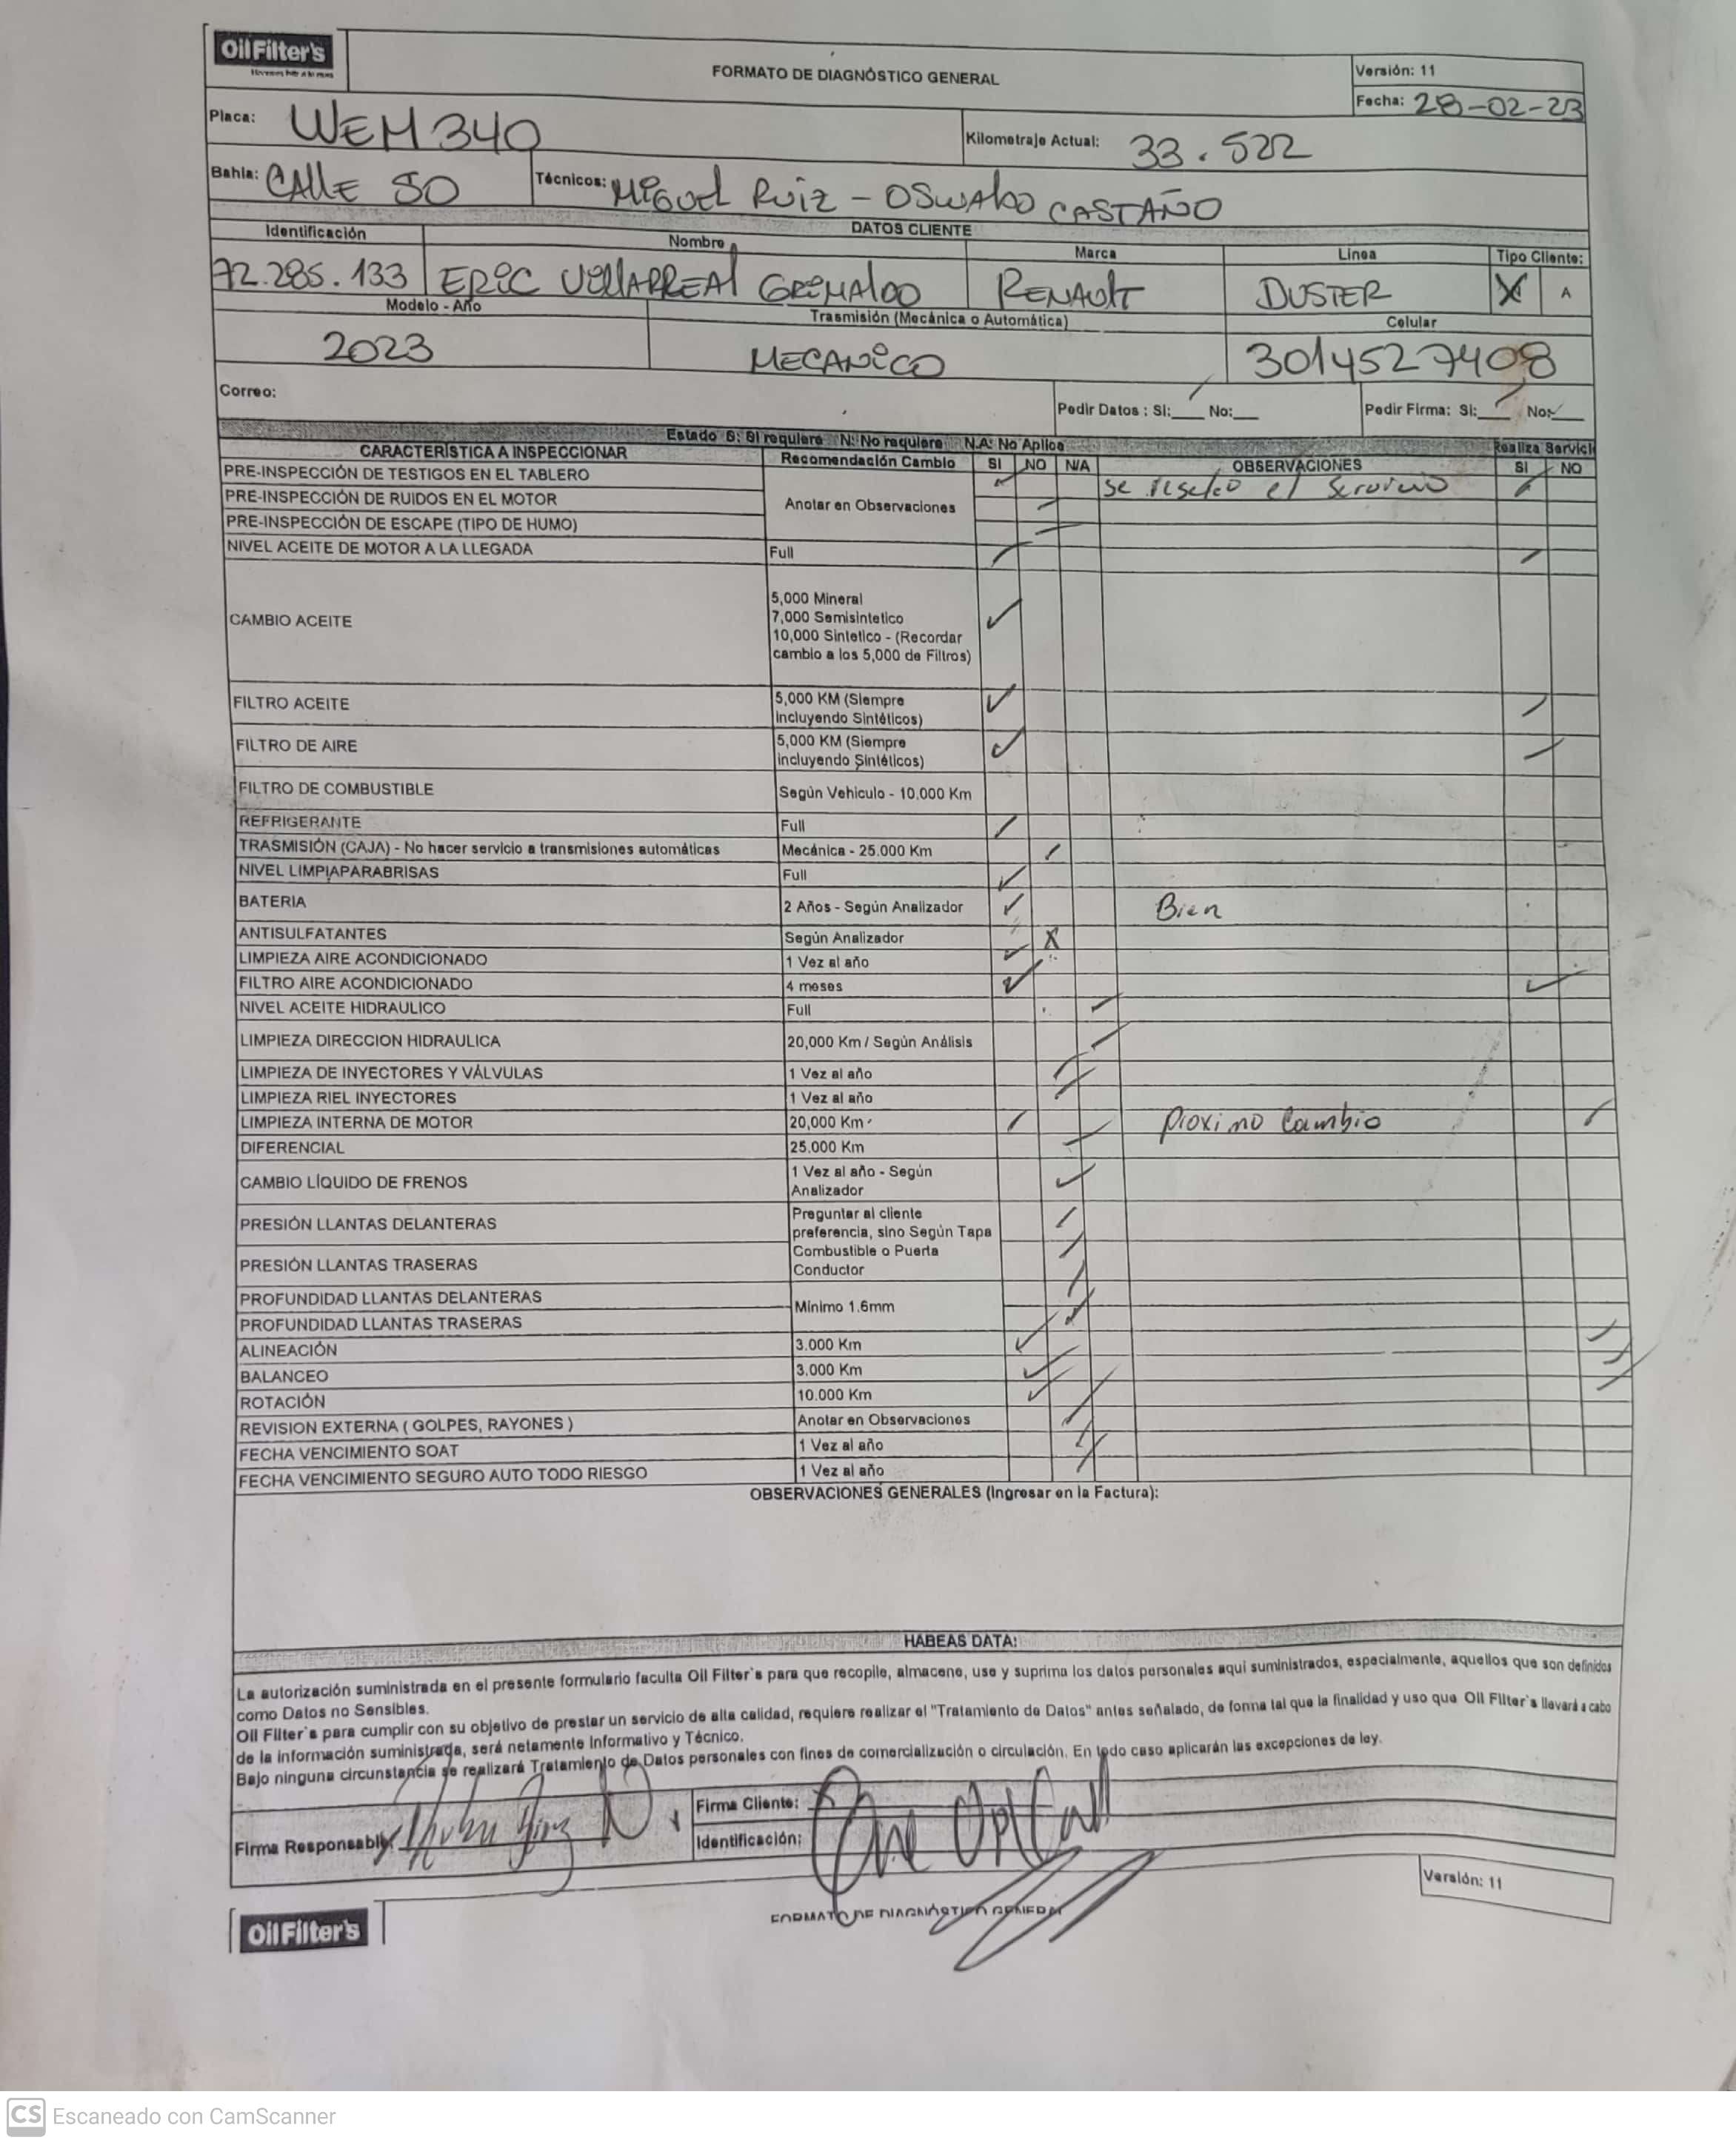 OilFilter's
FORMATO DE DIAGNÓSTICO GENERAL
Versión: 11
Fecha: 28-02-23
Placa: WEM 340
Kilometraje Actual: 33.522
Bahia: CALLE 50
Técnicos: Miguel Ruiz - OSWALDO CASTAÑO
DATOS CLIENTE
Identificación Nombre Marca Linea Tipo Cliente:
72.285.133 ERIC VILLARREAL GRIMALDO RENAULT DUSTER X A
Modelo - Año Trasmisión (Mecánica o Automática) Celular
2023 MECANICO 3014527408
Correo:
Pedir Datos : SI:___ No:___ Pedir Firma: Si:___ No:___
Estado S: Si requiere N: No requiere N.A: No Aplica
CARACTERÍSTICA A INSPECCIONAR Recomendación Cambio SI NO N/A OBSERVACIONES Realiza Servici SI NO
PRE-INSPECCIÓN DE TESTIGOS EN EL TABLERO se reseteo el servicio
PRE-INSPECCIÓN DE RUIDOS EN EL MOTOR Anotar en Observaciones
PRE-INSPECCIÓN DE ESCAPE (TIPO DE HUMO)
NIVEL ACEITE DE MOTOR A LA LLEGADA Full
CAMBIO ACEITE
5,000 Mineral
7,000 Semisintetico
10,000 Sintetico - (Recordar
cambio a los 5,000 de Filtros)
FILTRO ACEITE 5,000 KM (Siempre
incluyendo Sintéticos)
FILTRO DE AIRE 5,000 KM (Siempre
incluyendo Sintéticos)
FILTRO DE COMBUSTIBLE Según Vehiculo - 10.000 Km
REFRIGERANTE Full
TRASMISIÓN (CAJA) - No hacer servicio a transmisiones automáticas Mecánica - 25.000 Km
NIVEL LIMPIAPARABRISAS Full
BATERIA 2 Años - Según Analizador Bien
ANTISULFATANTES Según Analizador X
LIMPIEZA AIRE ACONDICIONADO 1 Vez al año
FILTRO AIRE ACONDICIONADO 4 meses
NIVEL ACEITE HIDRAULICO Full
LIMPIEZA DIRECCION HIDRAULICA 20,000 Km / Según Análisis
LIMPIEZA DE INYECTORES Y VÁLVULAS 1 Vez al año
LIMPIEZA RIEL INYECTORES 1 Vez al año
LIMPIEZA INTERNA DE MOTOR 20,000 Km Proximo Cambio
DIFERENCIAL 25.000 Km
CAMBIO LÍQUIDO DE FRENOS 1 Vez al año - Según
Analizador
PRESIÓN LLANTAS DELANTERAS Preguntar al cliente
preferencia, sino Según Tapa
PRESIÓN LLANTAS TRASERAS Combustible o Puerta
Conductor
PROFUNDIDAD LLANTAS DELANTERAS Mínimo 1.6mm
PROFUNDIDAD LLANTAS TRASERAS
ALINEACIÓN 3.000 Km
BALANCEO 3.000 Km
ROTACIÓN 10.000 Km
REVISION EXTERNA ( GOLPES, RAYONES ) Anotar en Observaciones
FECHA VENCIMIENTO SOAT 1 Vez al año
FECHA VENCIMIENTO SEGURO AUTO TODO RIESGO 1 Vez al año
OBSERVACIONES GENERALES (Ingresar en la Factura):
HABEAS DATA:
La autorización suministrada en el presente formulario faculta Oil Filter's para que recopile, almacene, use y suprima los datos personales aqui suministrados, especialmente, aquellos que son definidos
como Datos no Sensibles.
Oil Filter's para cumplir con su objetivo de prestar un servicio de alta calidad, requiere realizar el "Tratamiento de Datos" antes señalado, de forma tal que la finalidad y uso que Oil Filter's llevará a cabo
de la información suministrada, será netamente Informativo y Técnico.
Bajo ninguna circunstancia se realizará Tratamiento de Datos personales con fines de comercialización o circulación. En todo caso aplicarán las excepciones de ley.
Firma Responsable:
Firma Cliente:
Identificación:
Versión: 11
OilFilter's
FORMATO DE DIAGNÓSTICO GENERAL
CS Escaneado con CamScanner